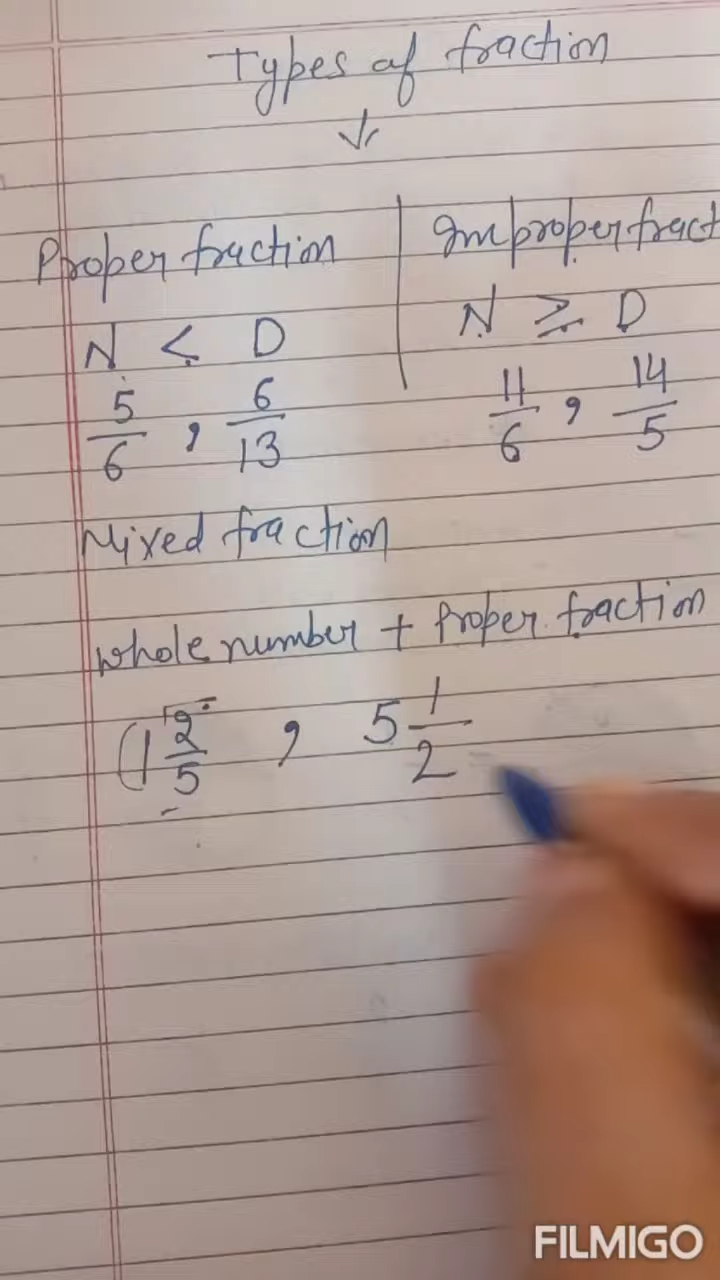 Types of fraction
Proper fraction
Improper fract
N < D
N ≥ D
5/6 , 6/13
11/6 , 14/5
Mixed fraction
whole number + Proper fraction
(1 2/5 , 5 1/2
FILMIGO